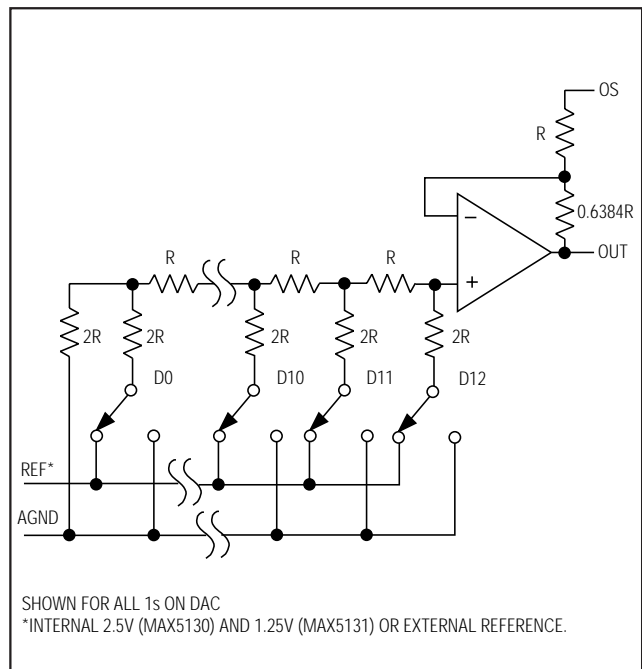 OS
R
0.6384R
OUT
−
+
R
R
R
2R
2R
2R
2R
2R
D0
D10
D11
D12
REF*
AGND
SHOWN FOR ALL 1s ON DAC
*INTERNAL 2.5V (MAX5130) AND 1.25V (MAX5131) OR EXTERNAL REFERENCE.